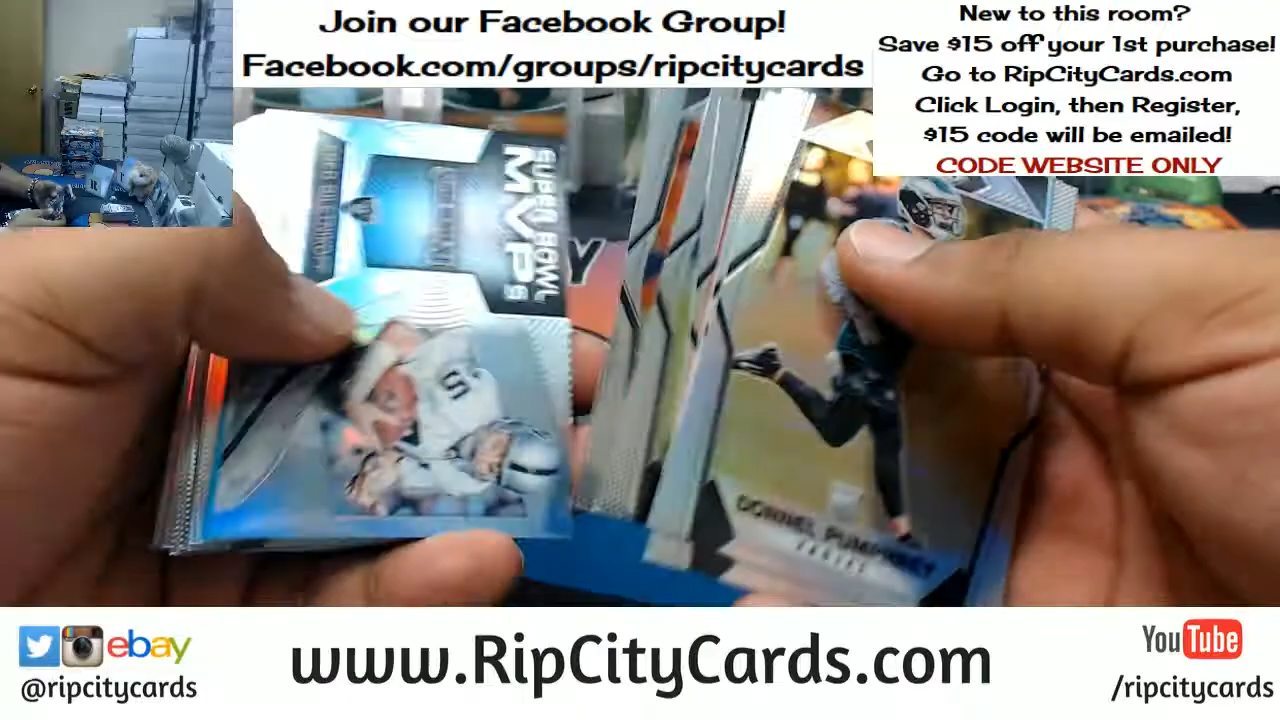 Join our Facebook Group!
Facebook.com/groups/ripcitycards
New to this room?
Save $15 off your 1st purchase!
Go to RipCityCards.com
Click Login, then Register,
$15 code will be emailed!
CODE WEBSITE ONLY
SUPER BOWL
MVPs
DONNEL PUMPHREY
EAGLES
ebay
@ripcitycards
www.RipCityCards.com
YouTube
/ripcitycards